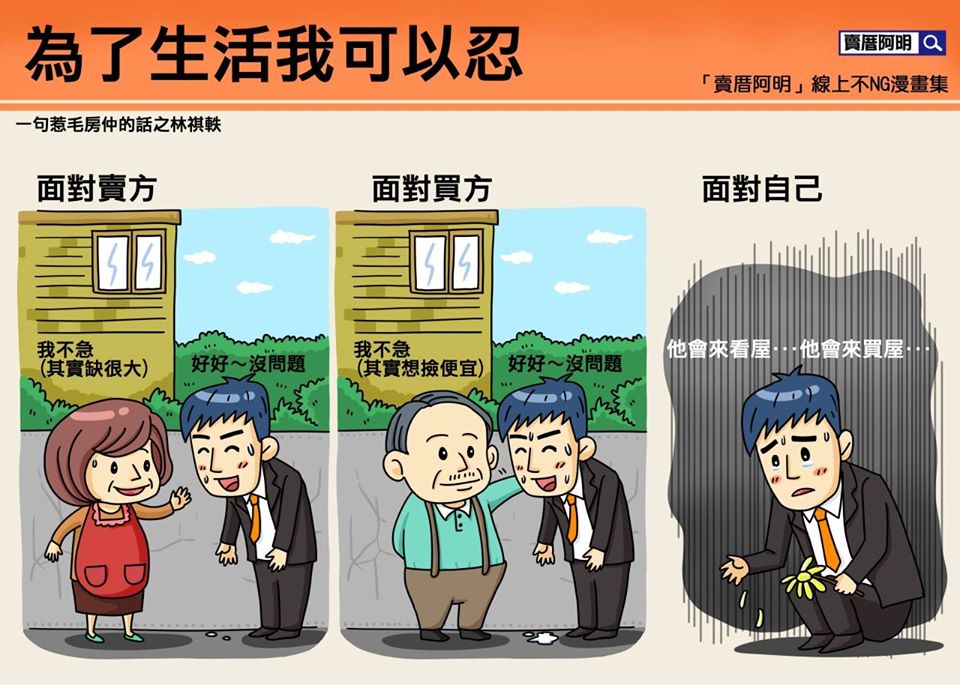 為了生活我可以忍
賣厝阿明
「賣厝阿明」線上不NG漫畫集
一句惹毛房仲的話之林祺軼
面對賣方
面對買方
面對自己
我不急
(其實缺很大)
好好～沒問題
我不急
(其實想撿便宜)
好好～沒問題
他會來看屋…他會來買屋…